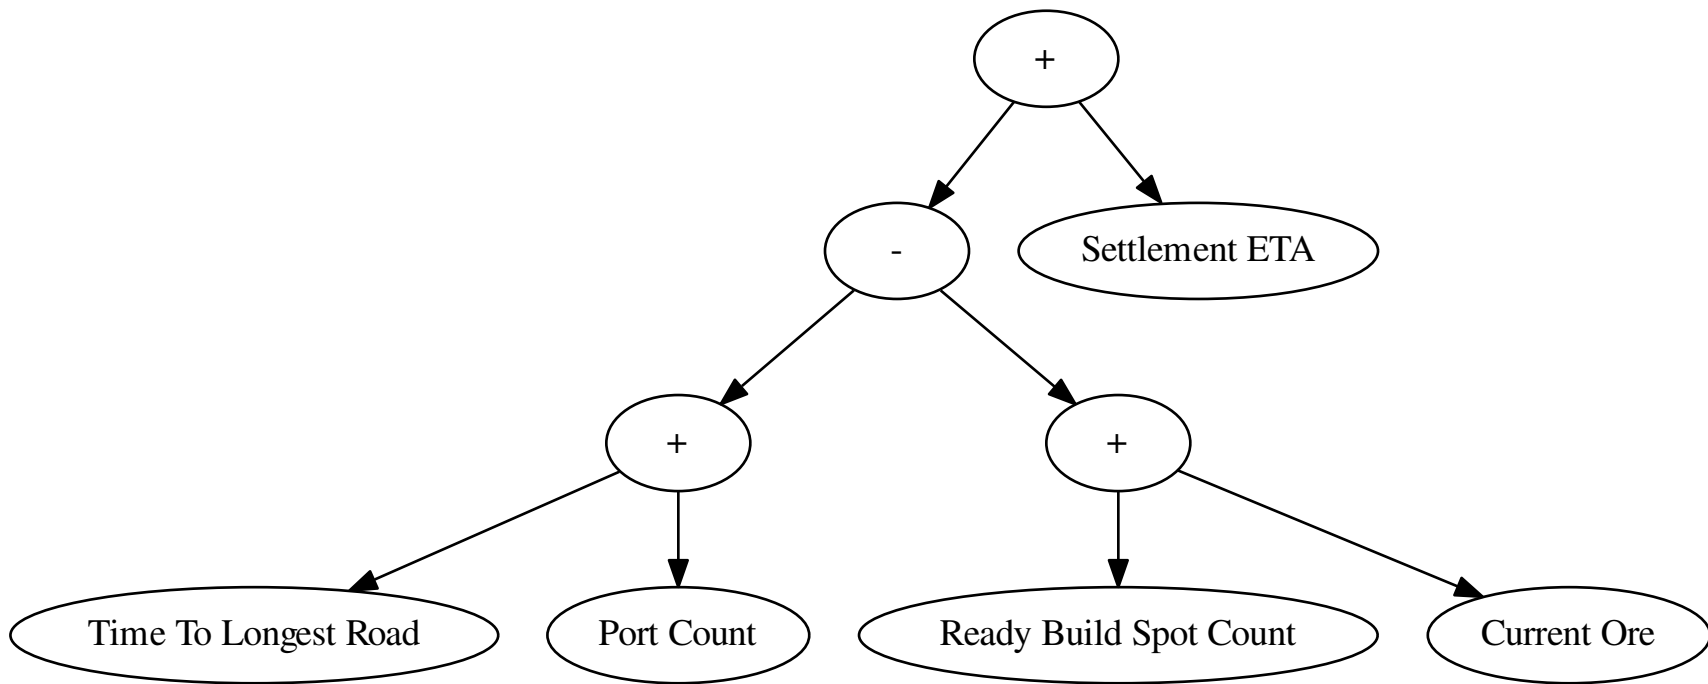 +
-
Settlement ETA
+
+
Time To Longest Road
Port Count
Ready Build Spot Count
Current Ore